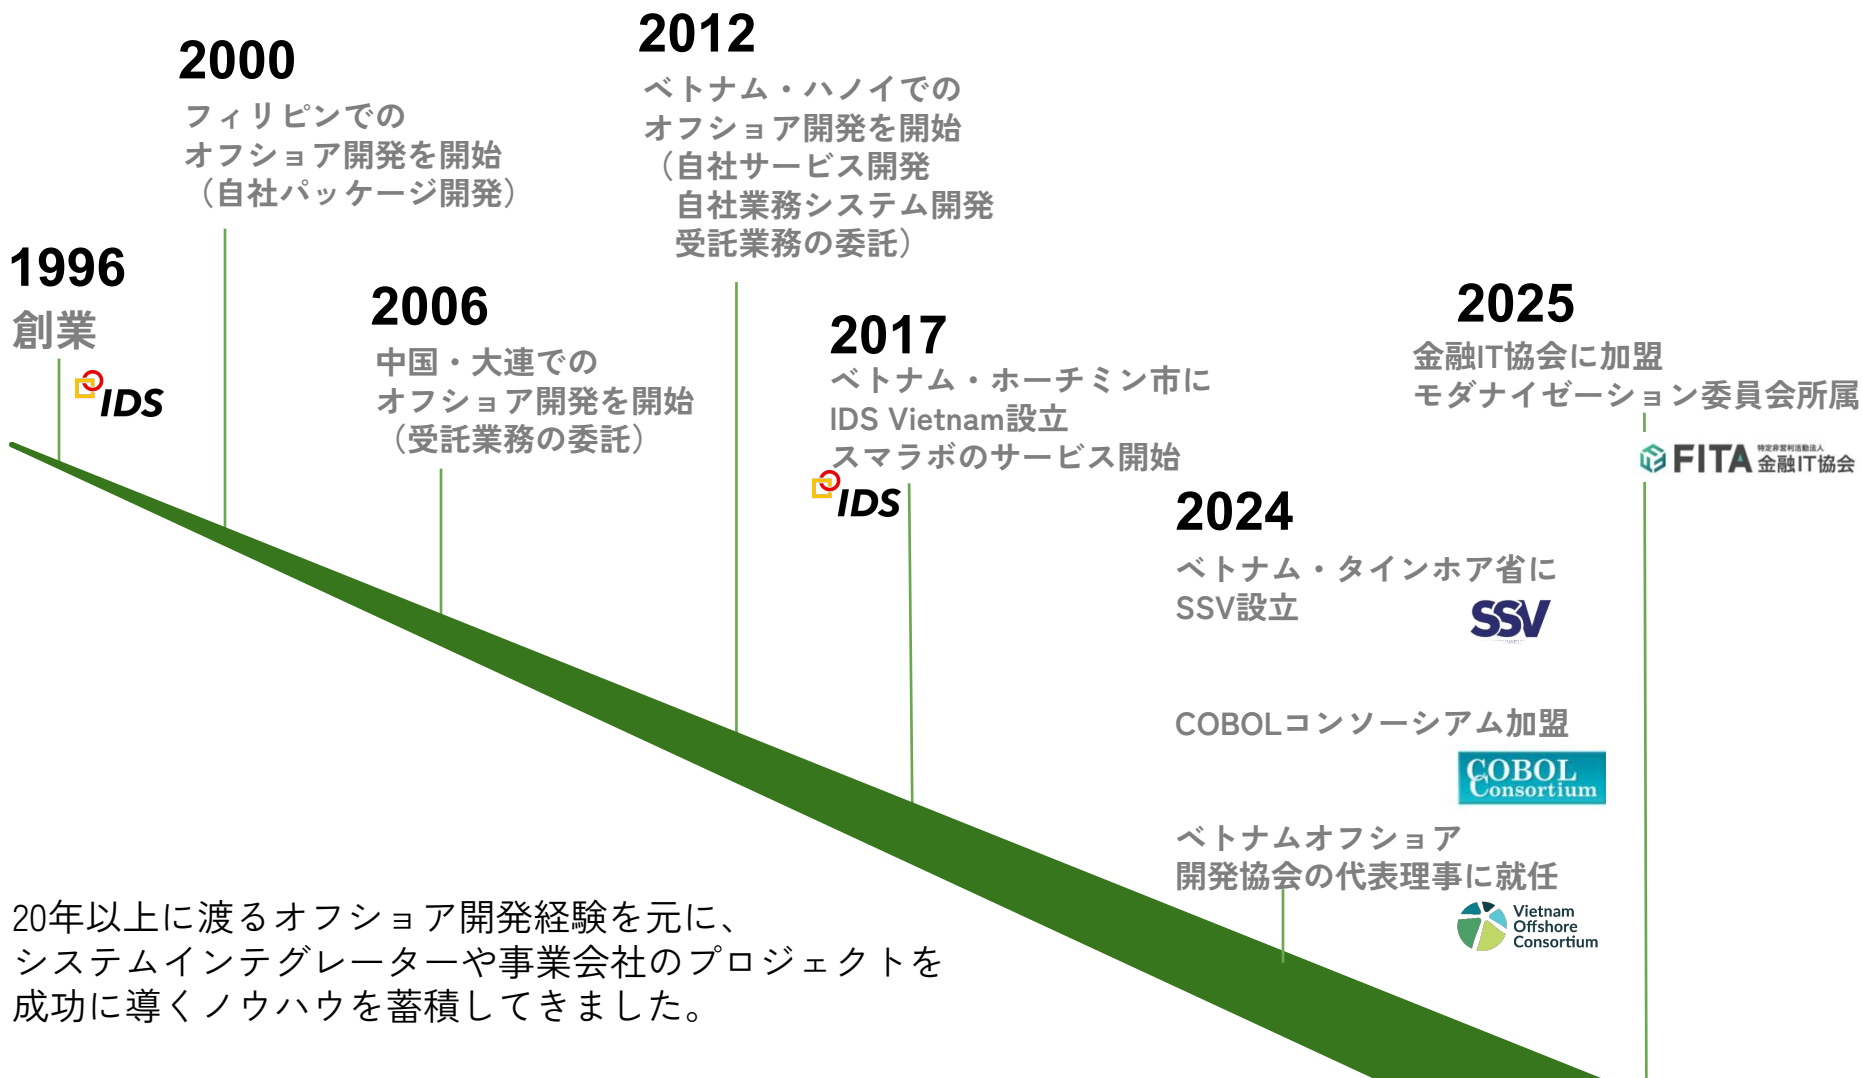 1996
創業
IDS
2000
フィリピンでの
オフショア開発を開始
（自社パッケージ開発）
2006
中国・大連での
オフショア開発を開始
（受託業務の委託）
2012
ベトナム・ハノイでの
オフショア開発を開始
（自社サービス開発
自社業務システム開発
受託業務の委託）
2017
ベトナム・ホーチミン市に
IDS Vietnam設立
スマラボのサービス開始
IDS
2024
ベトナム・タインホア省に
SSV設立
SSV
COBOLコンソーシアム加盟
COBOL
Consortium
ベトナムオフショア
開発協会の代表理事に就任
Vietnam
Offshore
Consortium
2025
金融IT協会に加盟
モダナイゼーション委員会所属
FITA
特定非営利活動法人
金融IT協会
20年以上に渡るオフショア開発経験を元に、
システムインテグレーターや事業会社のプロジェクトを
成功に導くノウハウを蓄積してきました。